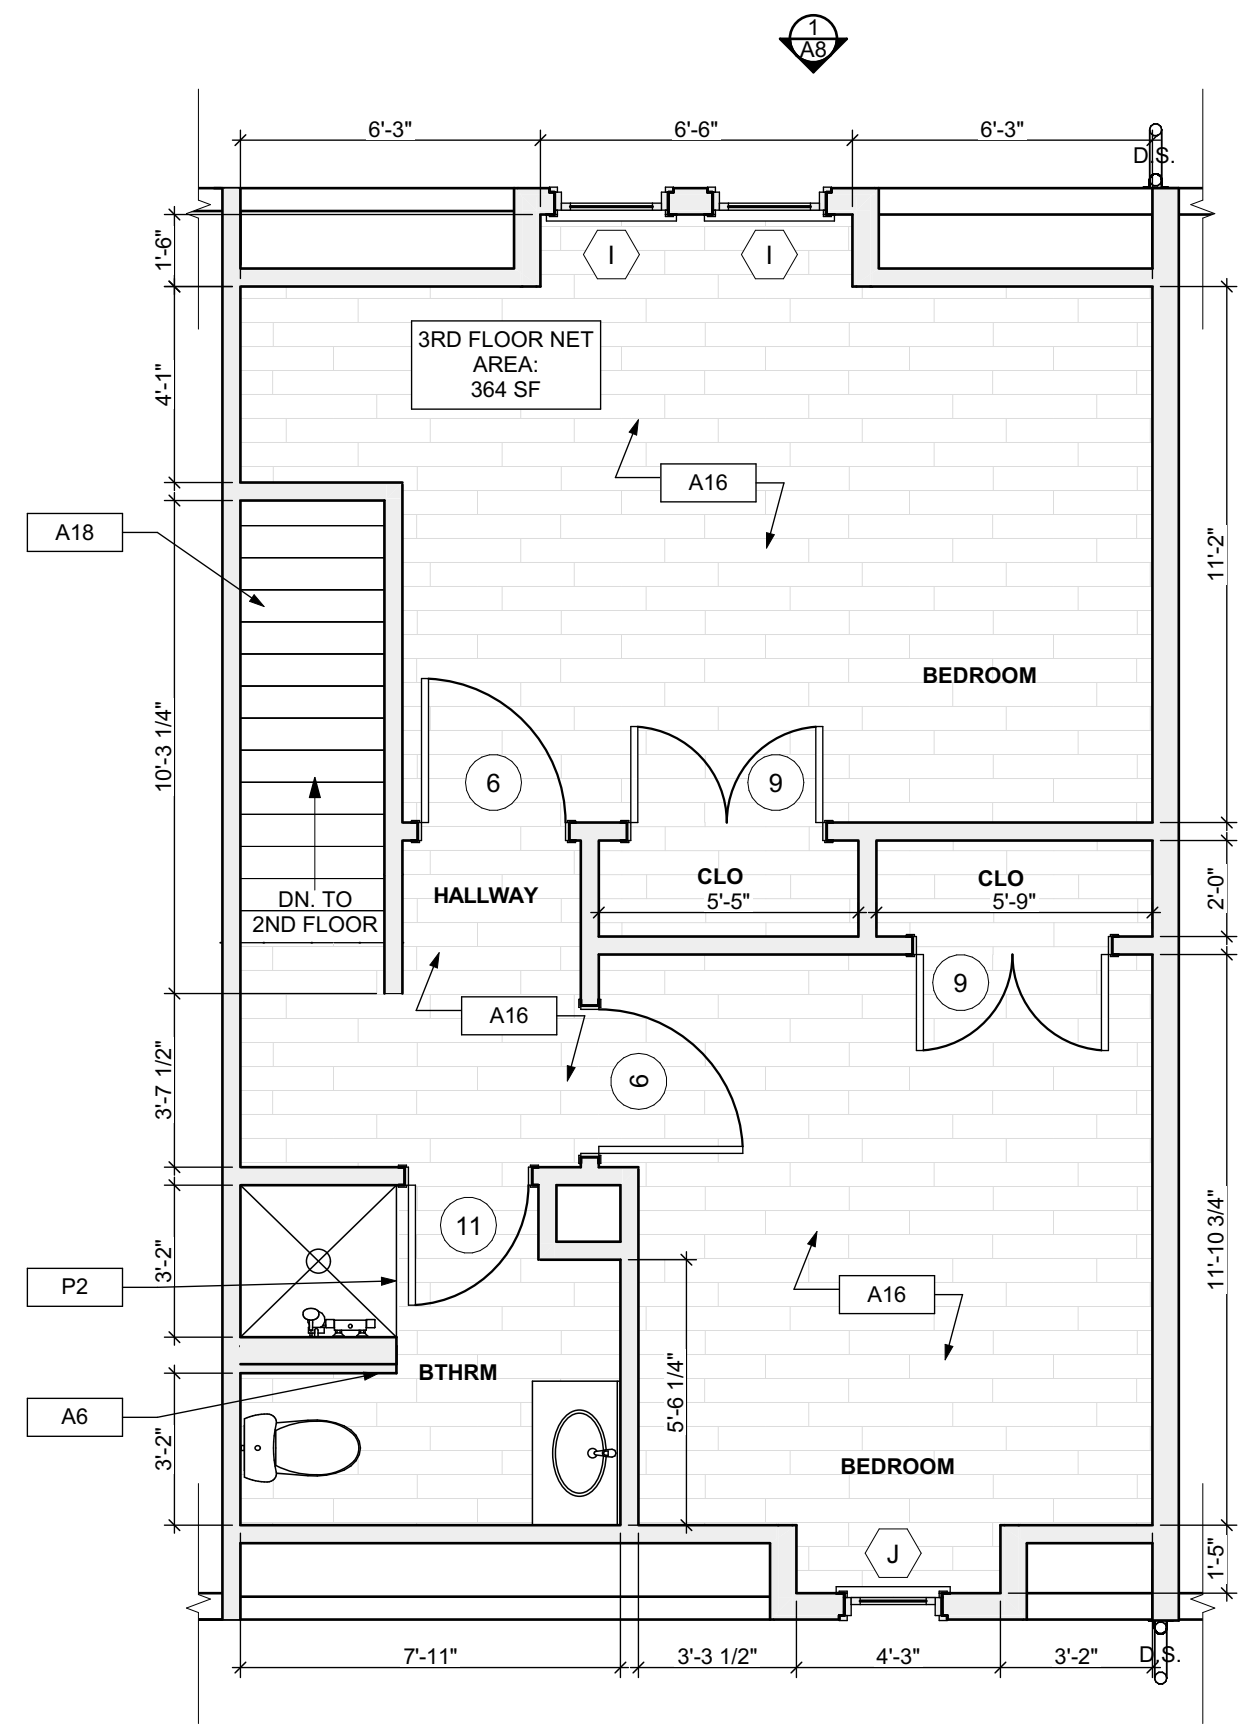 1
A8
6'-3"
6'-6"
6'-3"
D.S.
1'-6"
I
I
3RD FLOOR NET
AREA:
364 SF
4'-1"
A16
A18
11'-2"
BEDROOM
10'-3 1/4"
6
9
CLO
CLO
HALLWAY
5'-5"
5'-9"
2'-0"
DN. TO
2ND FLOOR
9
A16
6
3'-7 1/2"
11
3'-2"
P2
A16
11'-10 3/4"
BTHRM
5'-6 1/4"
A6
3'-2"
BEDROOM
J
1'-5"
7'-11"
3'-3 1/2"
4'-3"
3'-2"
D.S.